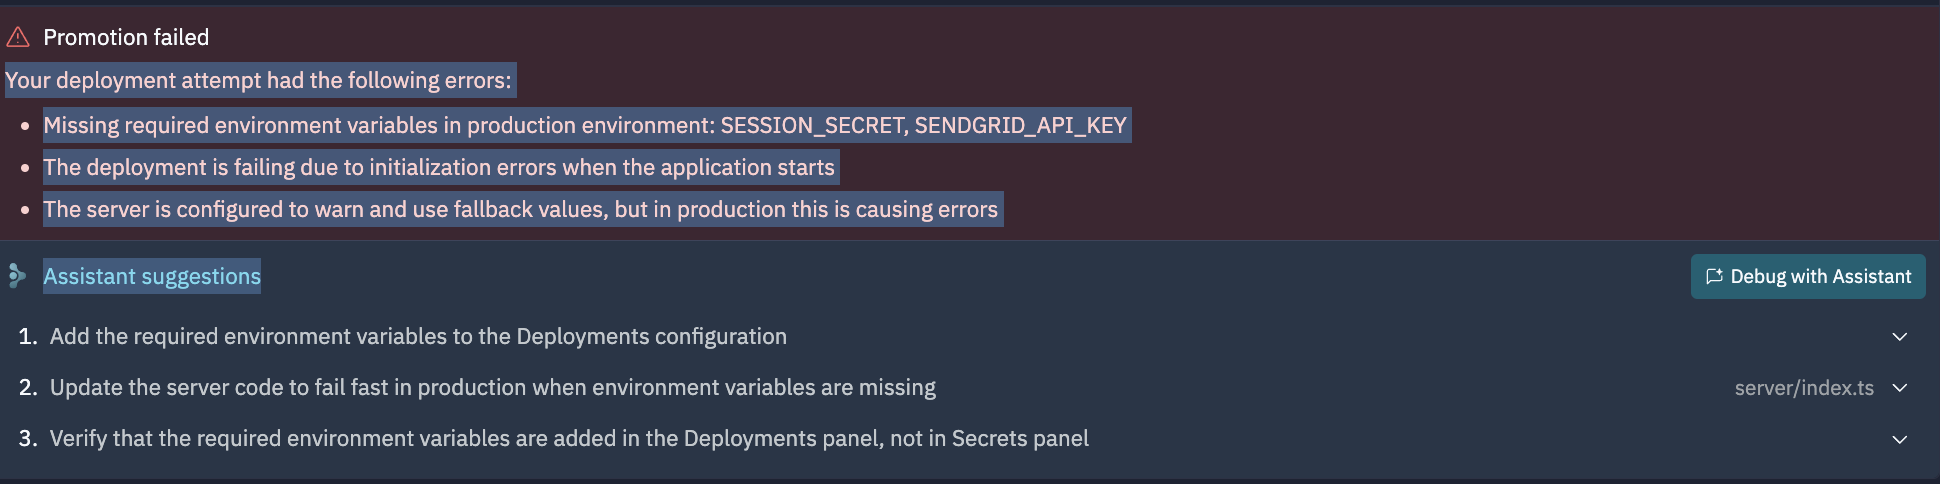 Promotion failed
Your deployment attempt had the following errors:
• Missing required environment variables in production environment: SESSION_SECRET, SENDGRID_API_KEY
• The deployment is failing due to initialization errors when the application starts
• The server is configured to warn and use fallback values, but in production this is causing errors
Assistant suggestions
Debug with Assistant
1. Add the required environment variables to the Deployments configuration
2. Update the server code to fail fast in production when environment variables are missing server/index.ts
3. Verify that the required environment variables are added in the Deployments panel, not in Secrets panel